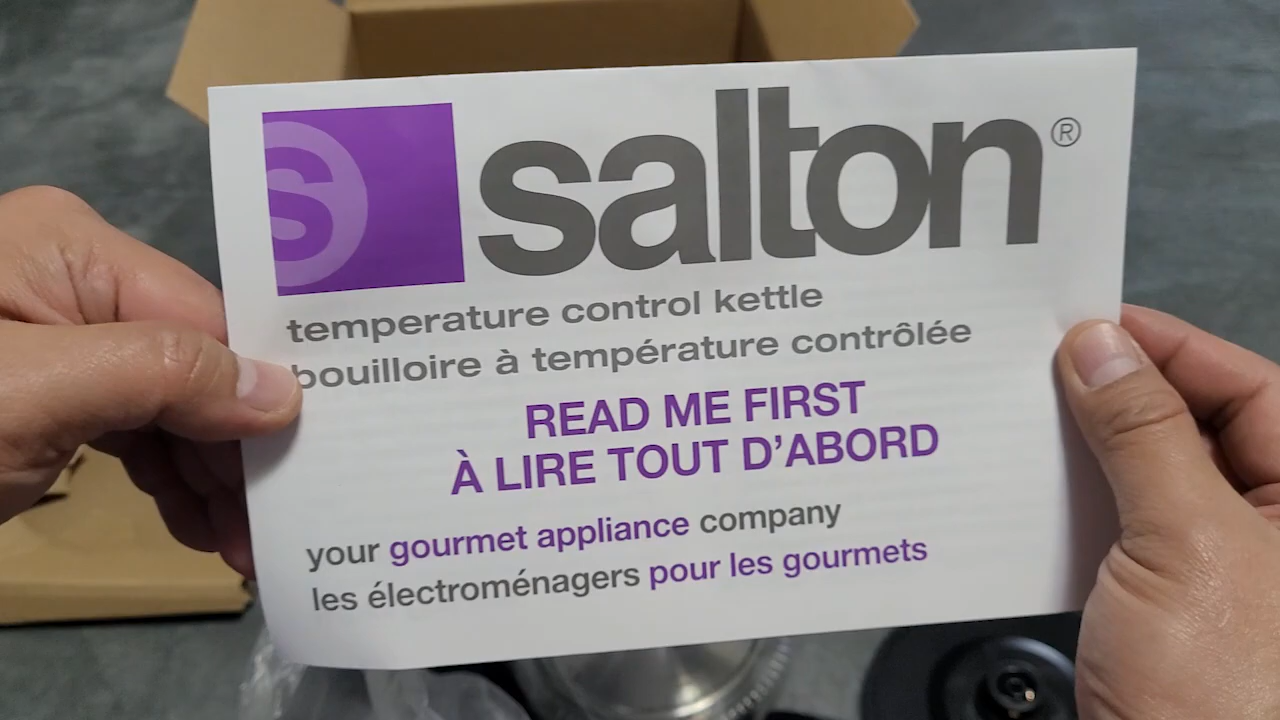 s salton®
temperature control kettle
bouilloire à température contrôlée
READ ME FIRST
À LIRE TOUT D'ABORD
your gourmet appliance company
les électroménagers pour les gourmets